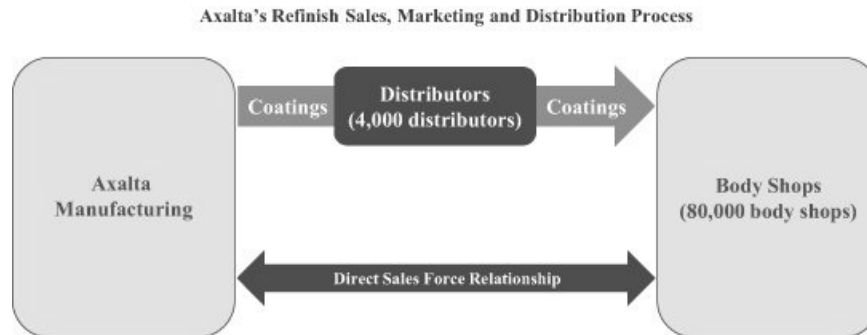 Axalta's Refinish Sales, Marketing and Distribution Process
Axalta
Manufacturing
Coatings
Distributors
(4,000 distributors)
Coatings
Body Shops
(80,000 body shops)
Direct Sales Force Relationship